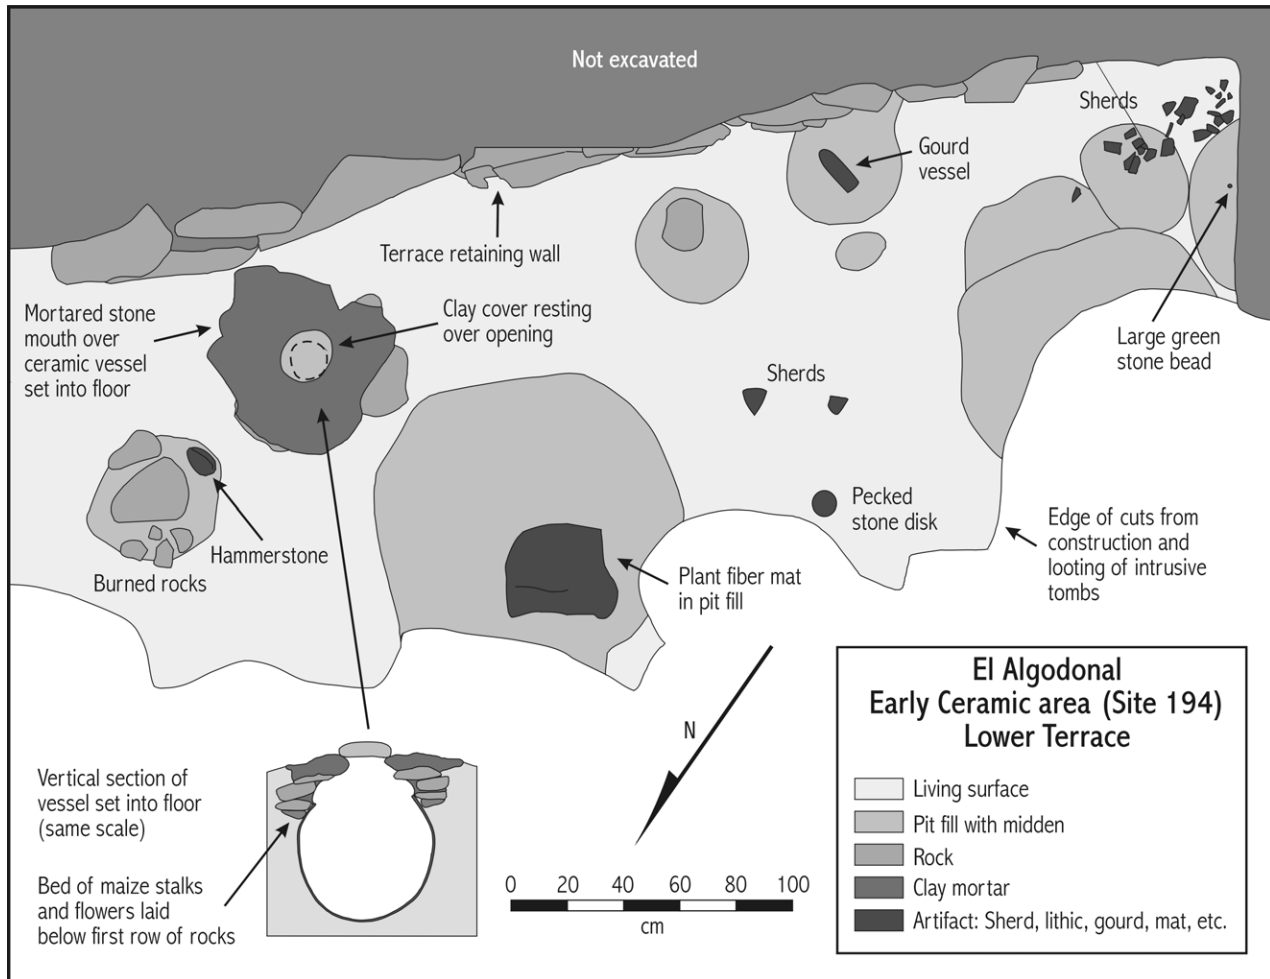 Not excavated
Sherds
Gourd
vessel
Terrace retaining wall
Mortared stone
mouth over
ceramic vessel
set into floor
Clay cover resting
over opening
Large green
stone bead
Sherds
Pecked
stone disk
Hammerstone
Burned rocks
Plant fiber mat
in pit fill
Edge of cuts from
construction and
looting of intrusive
tombs
N
Vertical section of
vessel set into floor
(same scale)
Bed of maize stalks
and flowers laid
below first row of rocks
0 20 40 60 80 100
cm
El Algodonal
Early Ceramic area (Site 194)
Lower Terrace
Living surface
Pit fill with midden
Rock
Clay mortar
Artifact: Sherd, lithic, gourd, mat, etc.